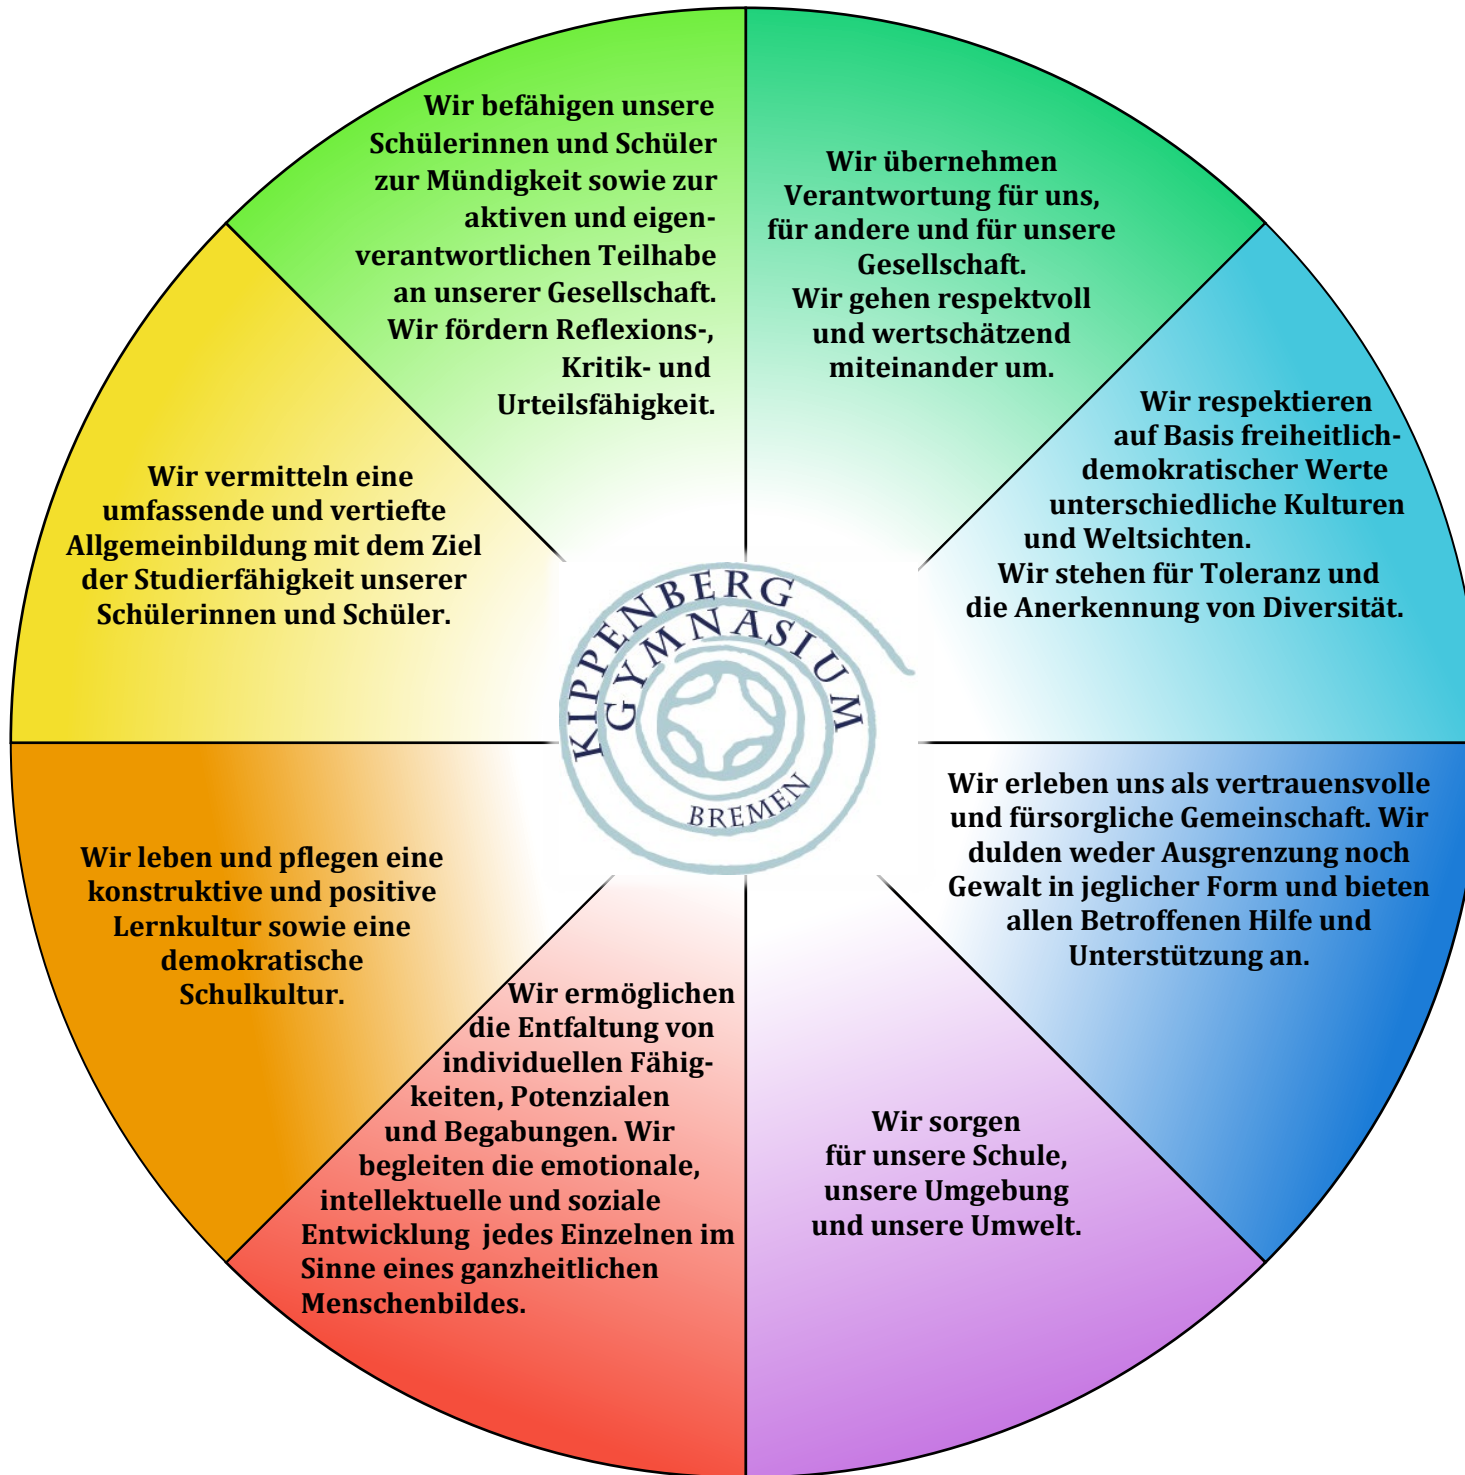 Wir befähigen unsere
Schülerinnen und Schüler
zur Mündigkeit sowie zur
aktiven und eigen-
verantwortlichen Teilhabe
an unserer Gesellschaft.
Wir fördern Reflexions-,
Kritik- und
Urteilsfähigkeit.
Wir übernehmen
Verantwortung für uns,
für andere und für unsere
Gesellschaft.
Wir gehen respektvoll
und wertschätzend
miteinander um.
Wir respektieren
auf Basis freiheitlich-
demokratischer Werte
unterschiedliche Kulturen
und Weltsichten.
Wir stehen für Toleranz und
die Anerkennung von Diversität.
Wir erleben uns als vertrauensvolle
und fürsorgliche Gemeinschaft. Wir
dulden weder Ausgrenzung noch
Gewalt in jeglicher Form und bieten
allen Betroffenen Hilfe und
Unterstützung an.
Wir sorgen
für unsere Schule,
unsere Umgebung
und unsere Umwelt.
Wir ermöglichen
die Entfaltung von
individuellen Fähig-
keiten, Potenzialen
und Begabungen. Wir
begleiten die emotionale,
intellektuelle und soziale
Entwicklung jedes Einzelnen im
Sinne eines ganzheitlichen
Menschenbildes.
Wir leben und pflegen eine
konstruktive und positive
Lernkultur sowie eine
demokratische
Schulkultur.
Wir vermitteln eine
umfassende und vertiefte
Allgemeinbildung mit dem Ziel
der Studierfähigkeit unserer
Schülerinnen und Schüler.
KIPPENBERG
GYMNASIUM
BREMEN